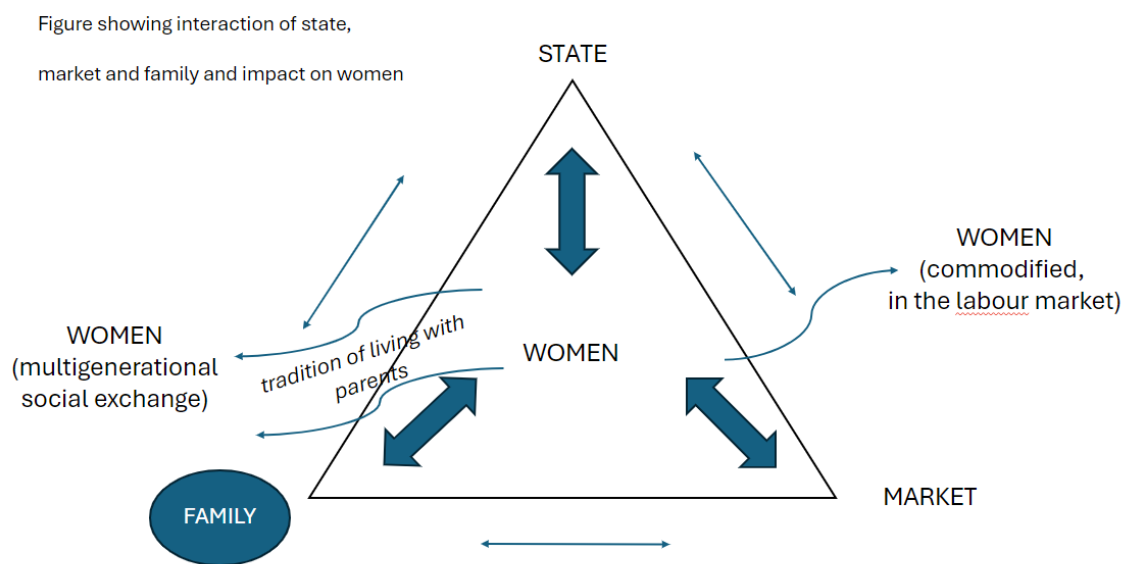 Figure showing interaction of state,
market and family and impact on women
STATE
WOMEN
(commodified,
in the labour market)
WOMEN
(multigenerational
social exchange)
tradition of living with
parents
WOMEN
FAMILY
MARKET